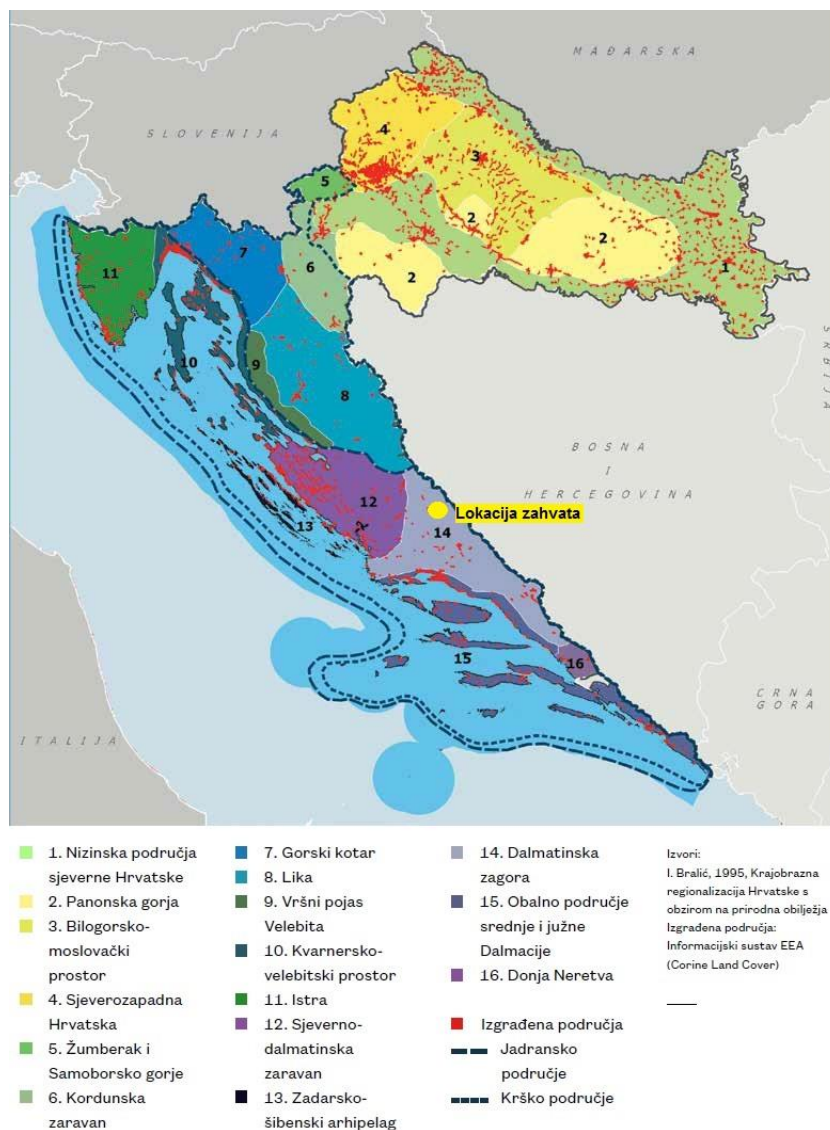 MAĐARSKA
SLOVENIJA
4
3
5
2
2
1
7
6
2
11
9
10
8
SRBIJA
BOSNA
I
HERCEGOVINA
12
Lokacija zahvata
13
14
15
16
CRNA
GORA
ITALIJA
1. Nizinska područja
sjeverne Hrvatske
2. Panonska gorja
3. Bilogorsko-
moslovački
prostor
4. Sjeverozapadna
Hrvatska
5. Žumberak i
Samoborsko gorje
6. Kordunska
zaravan
7. Gorski kotar
8. Lika
9. Vršni pojas
Velebita
10. Kvarnersko-
velebitski prostor
11. Istra
12. Sjeverno-
dalmatinska
zaravan
13. Zadarsko-
šibenski arhipelag
14. Dalmatinska
zagora
15. Obalno područje
srednje i južne
Dalmacije
16. Donja Neretva
Izgrađena područja
Jadransko
područje
Krško područje
Izvori:
I. Bralić, 1995, Krajobrazna
regionalizacija Hrvatske s
obzirom na prirodna obilježja
Izgrađena područja:
Informacijski sustav EEA
(Corine Land Cover)